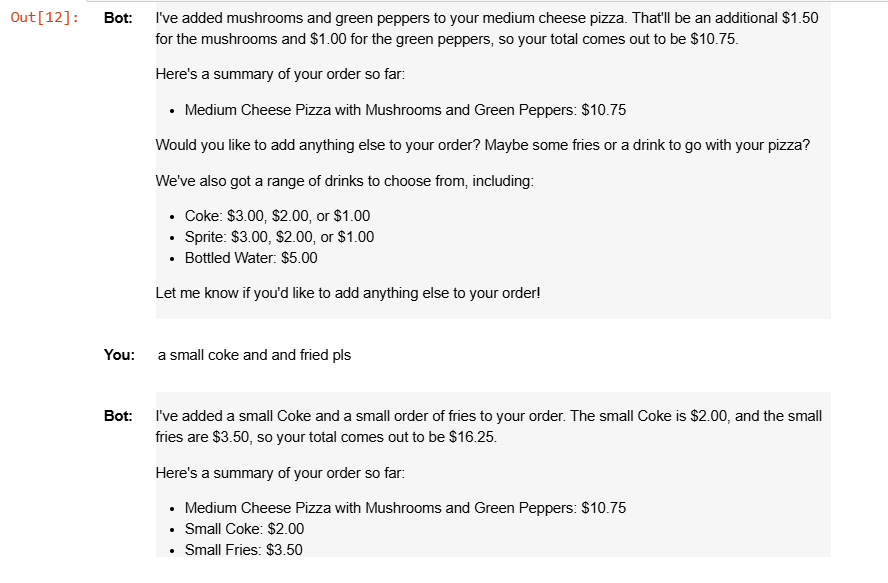 Out[12]:
Bot: I've added mushrooms and green peppers to your medium cheese pizza. That'll be an additional $1.50
for the mushrooms and $1.00 for the green peppers, so your total comes out to be $10.75.
Here's a summary of your order so far:
• Medium Cheese Pizza with Mushrooms and Green Peppers: $10.75
Would you like to add anything else to your order? Maybe some fries or a drink to go with your pizza?
We've also got a range of drinks to choose from, including:
• Coke: $3.00, $2.00, or $1.00
• Sprite: $3.00, $2.00, or $1.00
• Bottled Water: $5.00
Let me know if you'd like to add anything else to your order!
You: a small coke and and fried pls
Bot: I've added a small Coke and a small order of fries to your order. The small Coke is $2.00, and the small
fries are $3.50, so your total comes out to be $16.25.
Here's a summary of your order so far:
• Medium Cheese Pizza with Mushrooms and Green Peppers: $10.75
• Small Coke: $2.00
• Small Fries: $3.50